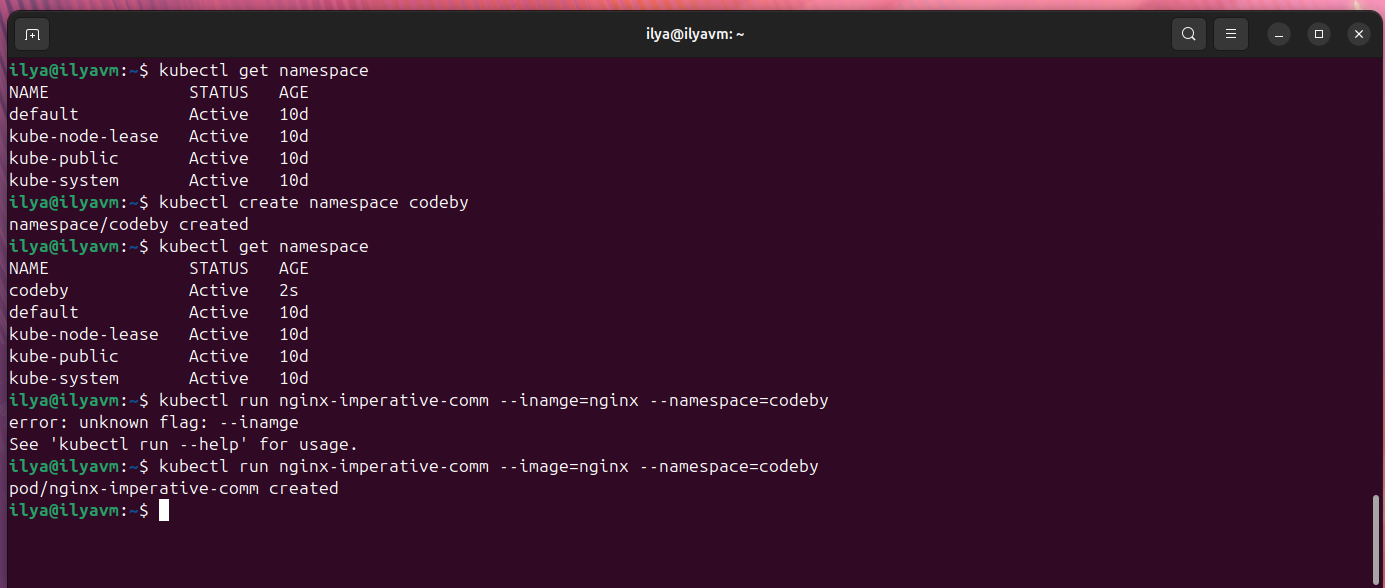 ilya@ilyavm: ~
ilya@ilyavm:~$ kubectl get namespace
NAME              STATUS   AGE
default           Active   10d
kube-node-lease   Active   10d
kube-public       Active   10d
kube-system       Active   10d
ilya@ilyavm:~$ kubectl create namespace codeby
namespace/codeby created
ilya@ilyavm:~$ kubectl get namespace
NAME              STATUS   AGE
codeby            Active   2s
default           Active   10d
kube-node-lease   Active   10d
kube-public       Active   10d
kube-system       Active   10d
ilya@ilyavm:~$ kubectl run nginx-imperative-comm --inamge=nginx --namespace=codeby
error: unknown flag: --inamge
See 'kubectl run --help' for usage.
ilya@ilyavm:~$ kubectl run nginx-imperative-comm --image=nginx --namespace=codeby
pod/nginx-imperative-comm created
ilya@ilyavm:~$